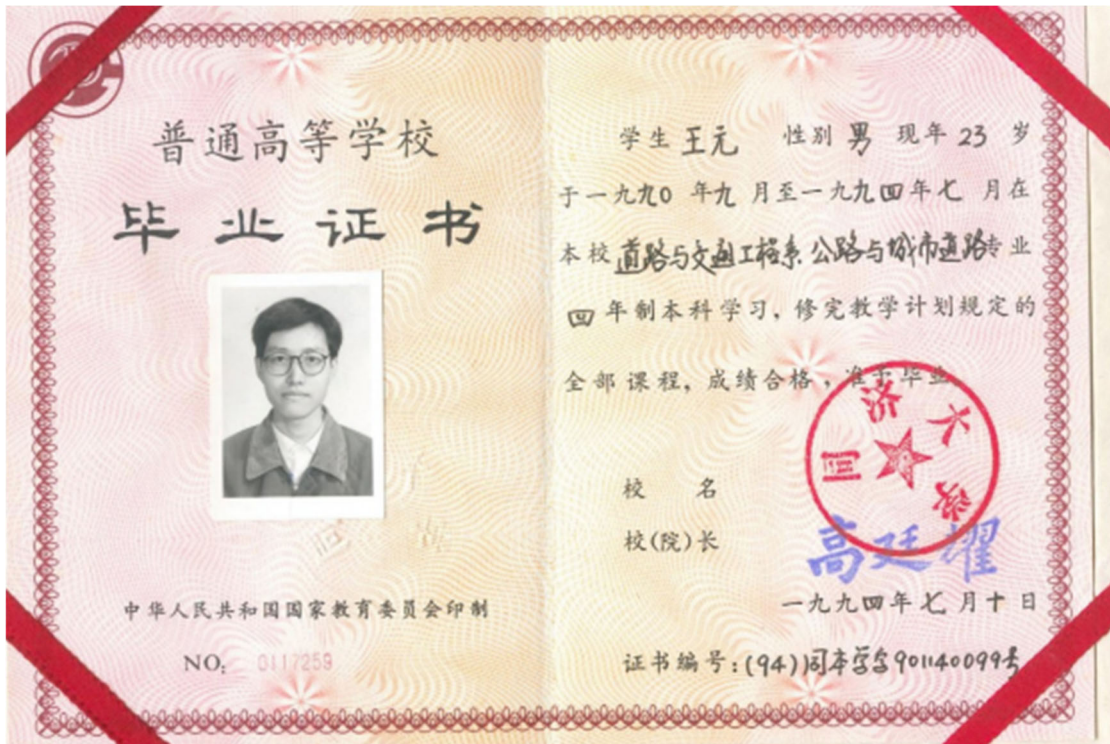 普通高等学校
毕业证书
中华人民共和国国家教育委员会印制
NO: 0117259
学生 王元 性别 男 现年 23 岁
于一九九〇年九月至一九九四年七月在
本校道路与交通工程系公路与城市道路专业
四年制本科学习，修完教学计划规定的
全部课程，成绩合格，准予毕业。
同济大学
校名
校(院)长
高廷耀
一九九四年七月十日
证书编号：(94)同本学字901140099号